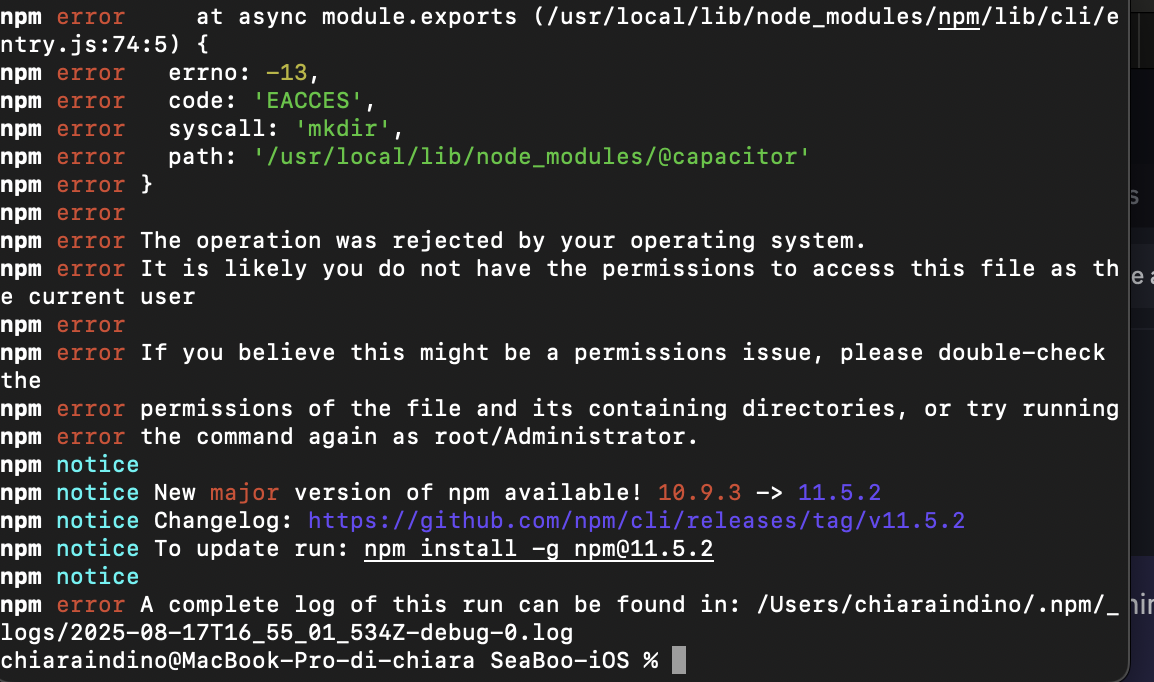 npm error     at async module.exports (/usr/local/lib/node_modules/npm/lib/cli/e
ntry.js:74:5) {
npm error   errno: -13,
npm error   code: 'EACCES',
npm error   syscall: 'mkdir',
npm error   path: '/usr/local/lib/node_modules/@capacitor'
npm error }
npm error
npm error The operation was rejected by your operating system.
npm error It is likely you do not have the permissions to access this file as th
e current user
npm error
npm error If you believe this might be a permissions issue, please double-check
the
npm error permissions of the file and its containing directories, or try running
npm error the command again as root/Administrator.
npm notice
npm notice New major version of npm available! 10.9.3 -> 11.5.2
npm notice Changelog: https://github.com/npm/cli/releases/tag/v11.5.2
npm notice To update run: npm install -g npm@11.5.2
npm notice
npm error A complete log of this run can be found in: /Users/chiaraindino/.npm/_
logs/2025-08-17T16_55_01_534Z-debug-0.log
chiaraindino@MacBook-Pro-di-chiara SeaBoo-iOS %